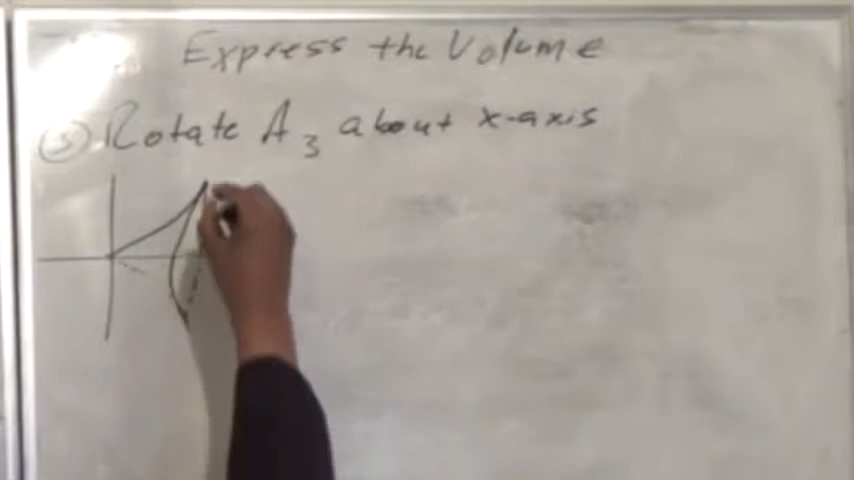 Express the Volume
③ Rotate A₃ about x-axis